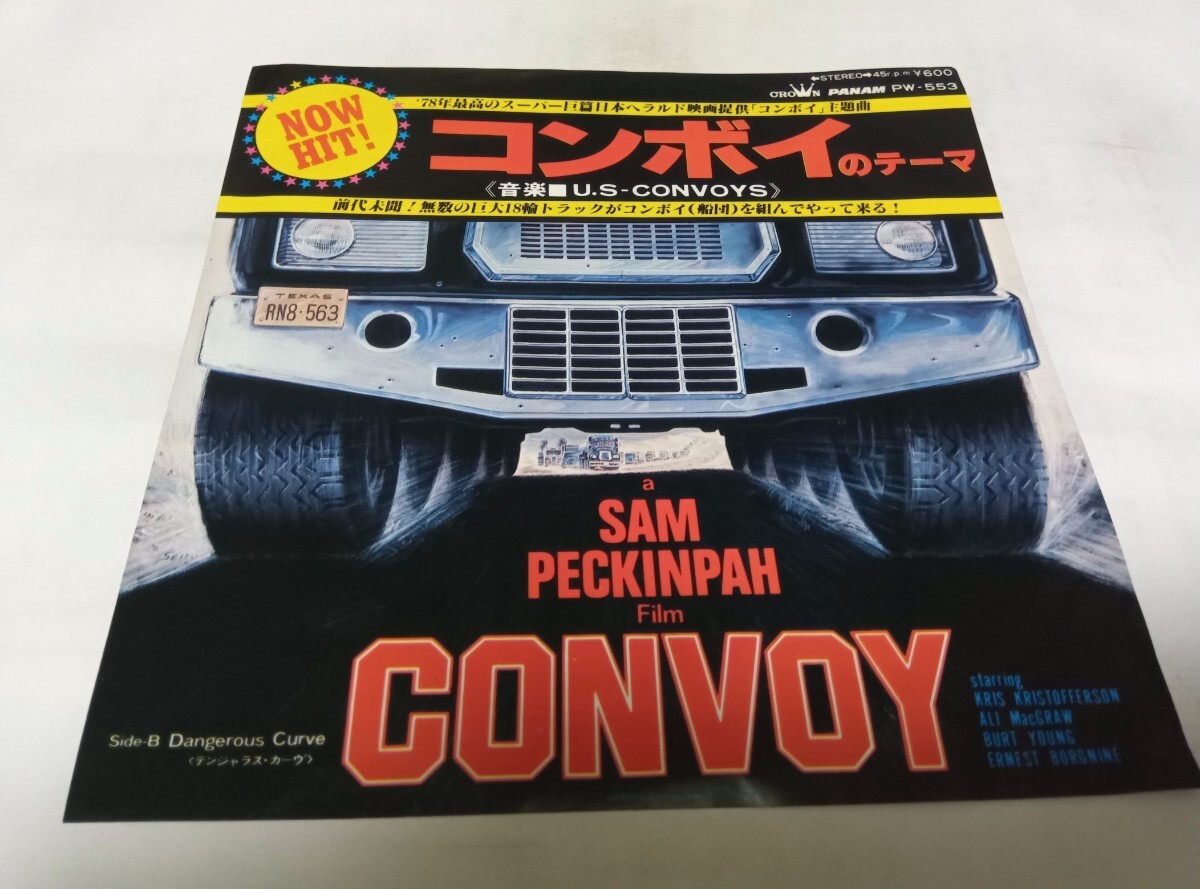 ←STEREO→45r.p.m ¥600
CROWN PANAM PW-553
'78年最高のスーパー巨篇日本ヘラルド映画提供「コンボイ」主題曲
NOW
HIT!
コンボイのテーマ
《音楽■U.S-CONVOYS》
前代未聞!無数の巨大18輪トラックがコンボイ(船団)を組んでやって来る!
TEXAS
RN8·563
a
SAM
PECKINPAH
Film
CONVOY
starring
KRIS KRISTOFFERSON
ALI MacGRAW
BURT YOUNG
ERNEST BORGNINE
Side-B Dangerous Curve
〈デンジャラス・カーヴ〉